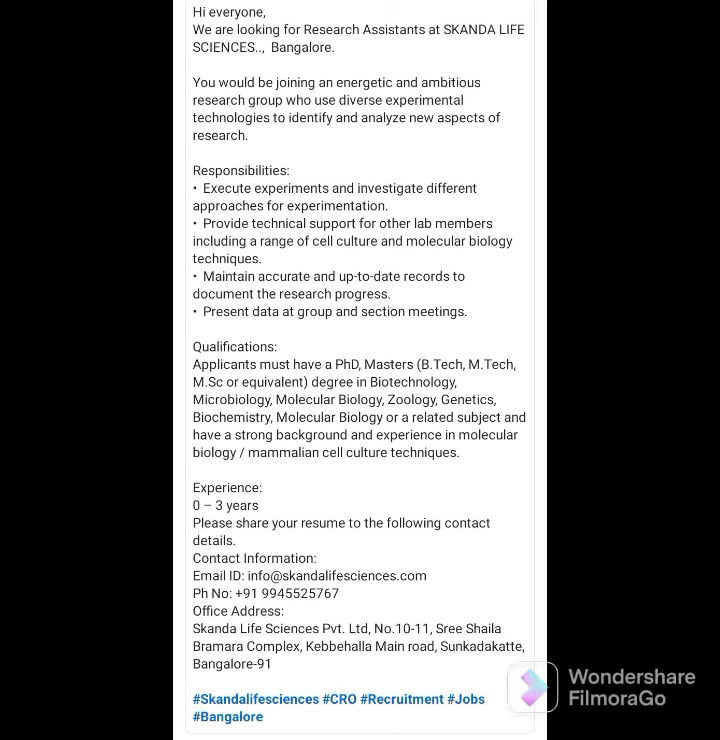 Hi everyone,
We are looking for Research Assistants at SKANDA LIFE
SCIENCES..,  Bangalore.
You would be joining an energetic and ambitious
research group who use diverse experimental
technologies to identify and analyze new aspects of
research.
Responsibilities:
•  Execute experiments and investigate different
approaches for experimentation.
•  Provide technical support for other lab members
including a range of cell culture and molecular biology
techniques.
•  Maintain accurate and up-to-date records to
document the research progress.
•  Present data at group and section meetings.
Qualifications:
Applicants must have a PhD, Masters (B.Tech, M.Tech,
M.Sc or equivalent) degree in Biotechnology,
Microbiology, Molecular Biology, Zoology, Genetics,
Biochemistry, Molecular Biology or a related subject and
have a strong background and experience in molecular
biology / mammalian cell culture techniques.
Experience:
0 – 3 years
Please share your resume to the following contact
details.
Contact Information:
Email ID: info@skandalifesciences.com
Ph No: +91 9945525767
Office Address:
Skanda Life Sciences Pvt. Ltd, No.10-11, Sree Shaila
Bramara Complex, Kebbehalla Main road, Sunkadakatte,
Bangalore-91
#Skandalifesciences #CRO #Recruitment #Jobs
#Bangalore
Wondershare
FilmoraGo